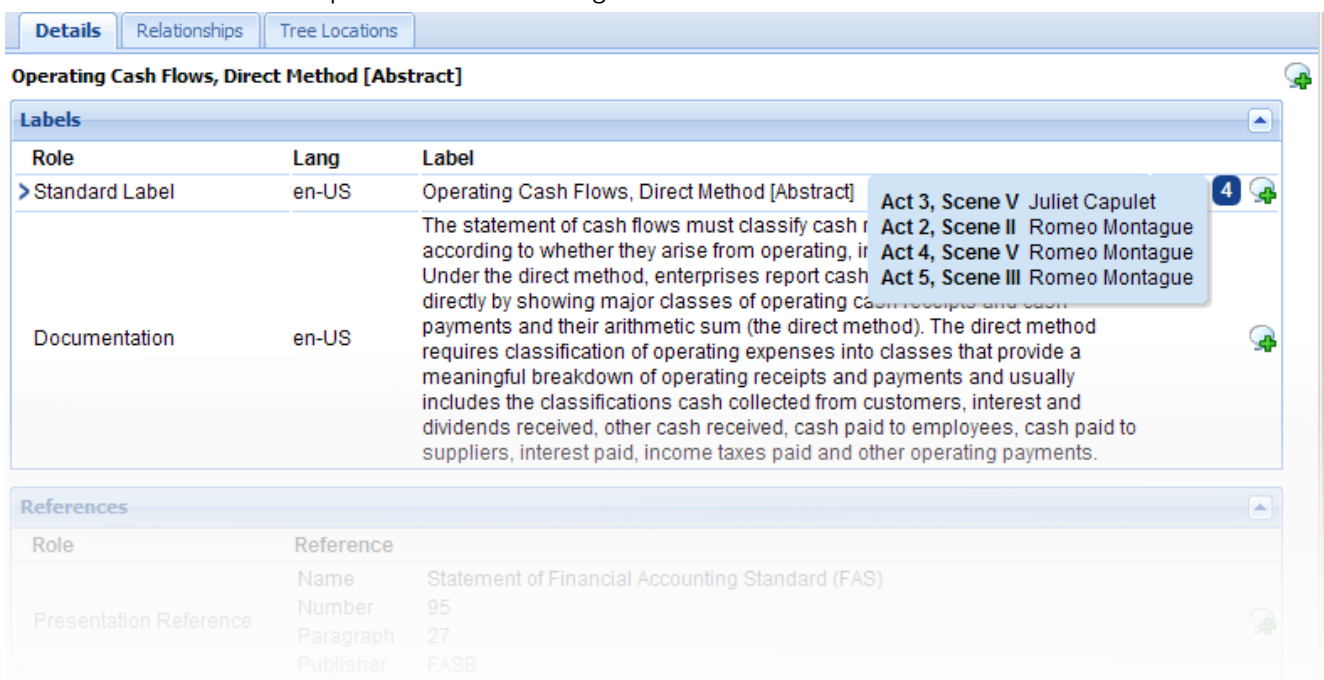 Details Relationships Tree Locations
Operating Cash Flows, Direct Method [Abstract]
Labels
Role Lang Label
Standard Label en-US Operating Cash Flows, Direct Method [Abstract] 4
Act 3, Scene V Juliet Capulet
Act 2, Scene II Romeo Montague
Act 4, Scene V Romeo Montague
Act 5, Scene III Romeo Montague
Documentation en-US
The statement of cash flows must classify cash
according to whether they arise from operating,
Under the direct method, enterprises report cash
directly by showing major classes of operating cash receipts and cash
payments and their arithmetic sum (the direct method). The direct method
requires classification of operating expenses into classes that provide a
meaningful breakdown of operating receipts and payments and usually
includes the classifications cash collected from customers, interest and
dividends received, other cash received, cash paid to employees, cash paid to
suppliers, interest paid, income taxes paid and other operating payments.
References
Role Reference
Presentation Reference
Name Statement of Financial Accounting Standard (FAS)
Number 95
Paragraph 27
Publisher FASB